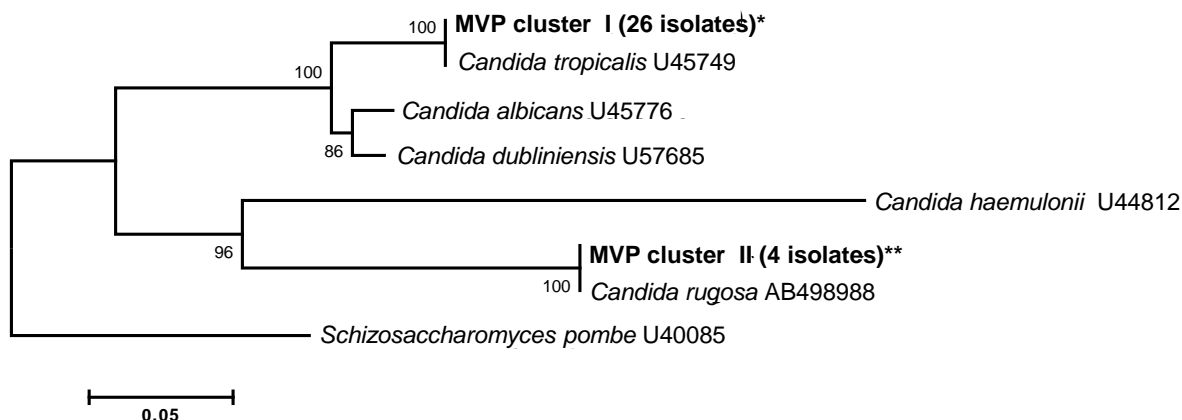 100
MVP cluster I (26 isolates)*
Candida tropicalis U45749
100
Candida albicans U45776
86
Candida dubliniensis U57685
Candida haemulonii U44812
96
MVP cluster II (4 isolates)**
100
Candida rugosa AB498988
Schizosaccharomyces pombe U40085
0.05